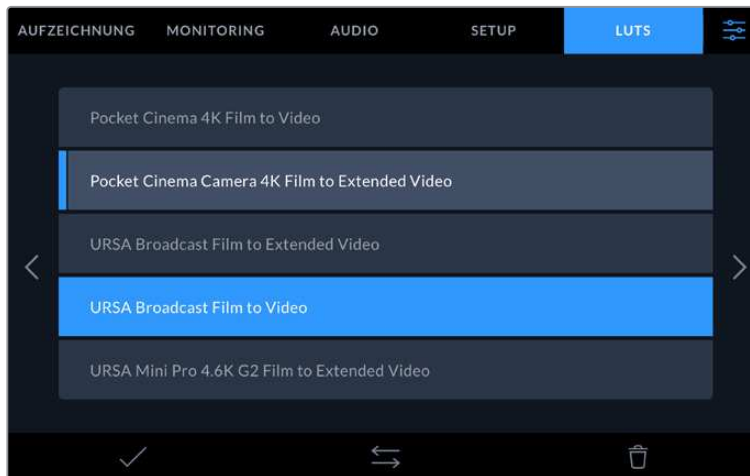 AUFZEICHNUNG MONITORING AUDIO SETUP LUTS
Pocket Cinema 4K Film to Video
Pocket Cinema Camera 4K Film to Extended Video
URSA Broadcast Film to Extended Video
URSA Broadcast Film to Video
URSA Mini Pro 4.6K G2 Film to Extended Video